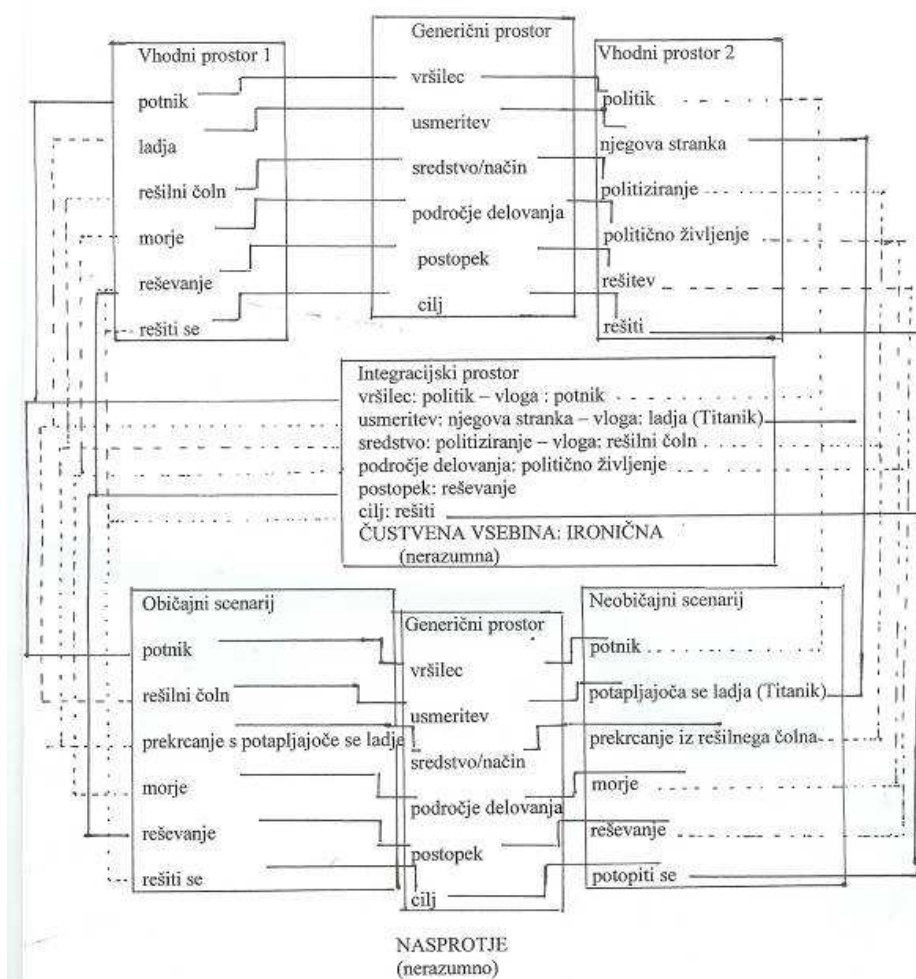 Vhodni prostor 1
potnik
ladja
rešilni čoln
morje
reševanje
rešiti se
Generični prostor
vršilec
usmeritev
sredstvo/način
področje delovanja
postopek
cilj
Vhodni prostor 2
politik
njegova stranka
politiziranje
politično življenje
rešitev
rešiti
Integracijski prostor
vršilec: politik – vloga : potnik
usmeritev: njegova stranka – vloga: ladja (Titanik)
sredstvo: politiziranje – vloga: rešilni čoln
področje delovanja: politično življenje
postopek: reševanje
cilj: rešiti
ČUSTVENA VSEBINA: IRONIČNA
(nerazumna)
Običajni scenarij
potnik
rešilni čoln
prekrcanje s potapljajoče se ladje
morje
reševanje
rešiti se
Generični prostor
vršilec
usmeritev
sredstvo/način
področje delovanja
postopek
cilj
Neobičajni scenarij
potnik
potapljajoča se ladja (Titanik)
prekrcanje iz rešilnega čolna
morje
reševanje
potopiti se
NASPROTJE
(nerazumno)